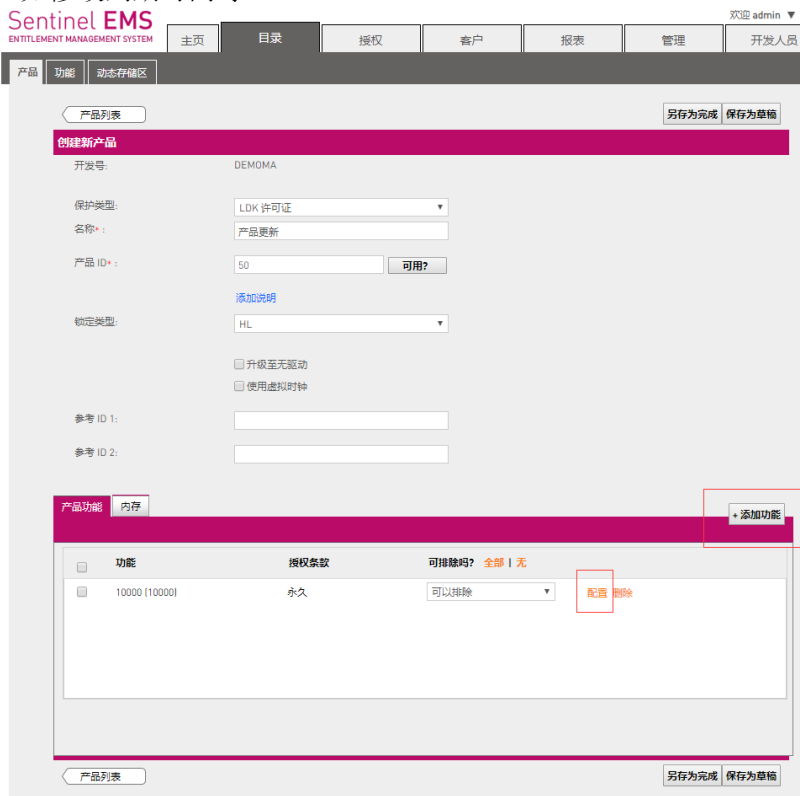 Sentinel EMS
ENTITLEMENT MANAGEMENT SYSTEM
欢迎 admin ▼
主页 目录 授权 客户 报表 管理 开发人员
产品 功能 动态存储区
产品列表 另存为完成 保存为草稿
创建新产品
开发号: DEMOMA
保护类型: LDK 许可证
名称* : 产品更新
产品 ID* : 50 可用?
添加说明
锁定类型: HL
升级至无驱动
使用虚拟时钟
参考 ID 1:
参考 ID 2:
产品功能 内存 + 添加功能
功能 授权条款 可排除吗? 全部 | 无
10000 (10000) 永久 可以排除 配置 删除
产品列表 另存为完成 保存为草稿